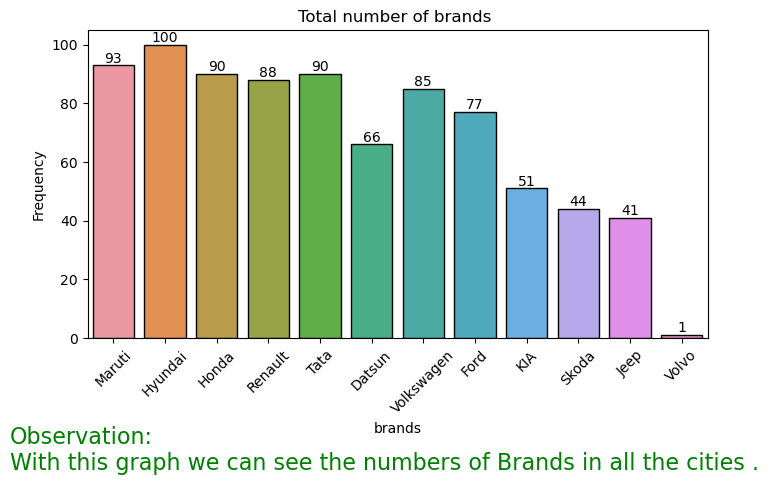 Total number of brands
Frequency
100
80
60
40
20
0
93
100
90
88
90
66
85
77
51
44
41
1
Maruti
Hyundai
Honda
Renault
Tata
Datsun
Volkswagen
Ford
KIA
Skoda
Jeep
Volvo
brands
Observation:
With this graph we can see the numbers of Brands in all the cities .